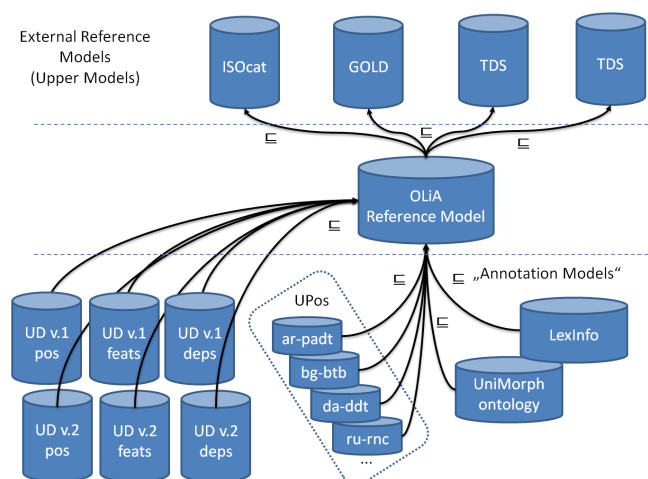 External Reference
Models
(Upper Models)
ISOcat
GOLD
TDS
TDS
⊑
⊑
⊑
⊑
OLiA
Reference Model
⊑
⊑
⊑
„Annotation Models“
⊑
UPos
ar-padt
bg-btb
da-ddt
ru-rnc
...
LexInfo
UniMorph
ontology
UD v.1
pos
UD v.1
feats
UD v.1
deps
UD v.2
pos
UD v.2
feats
UD v.2
deps